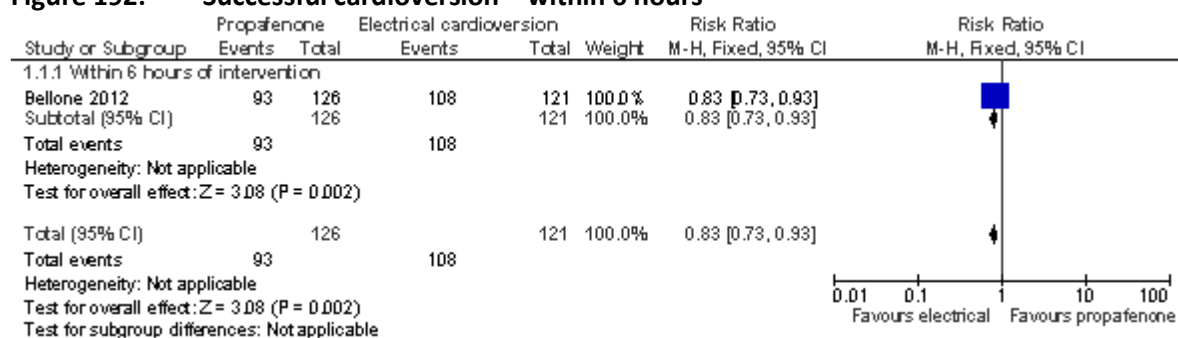 Figure 192: Successful cardioversion – within 6 hours
Propafenone Electrical cardioversion Risk Ratio Risk Ratio
Study or Subgroup Events Total Events Total Weight M-H, Fixed, 95% CI M-H, Fixed, 95% CI
1.1.1 Within 6 hours of intervention
Bellone 2012 93 126 108 121 100.0% 0.83 [0.73, 0.93]
Subtotal (95% CI) 126 121 100.0% 0.83 [0.73, 0.93]
Total events 93 108
Heterogeneity: Not applicable
Test for overall effect: Z = 3.08 (P = 0.002)
Total (95% CI) 126 121 100.0% 0.83 [0.73, 0.93]
Total events 93 108
Heterogeneity: Not applicable
Test for overall effect: Z = 3.08 (P = 0.002)
Test for subgroup differences: Not applicable
0.01 0.1 1 10 100
Favours electrical Favours propafenone